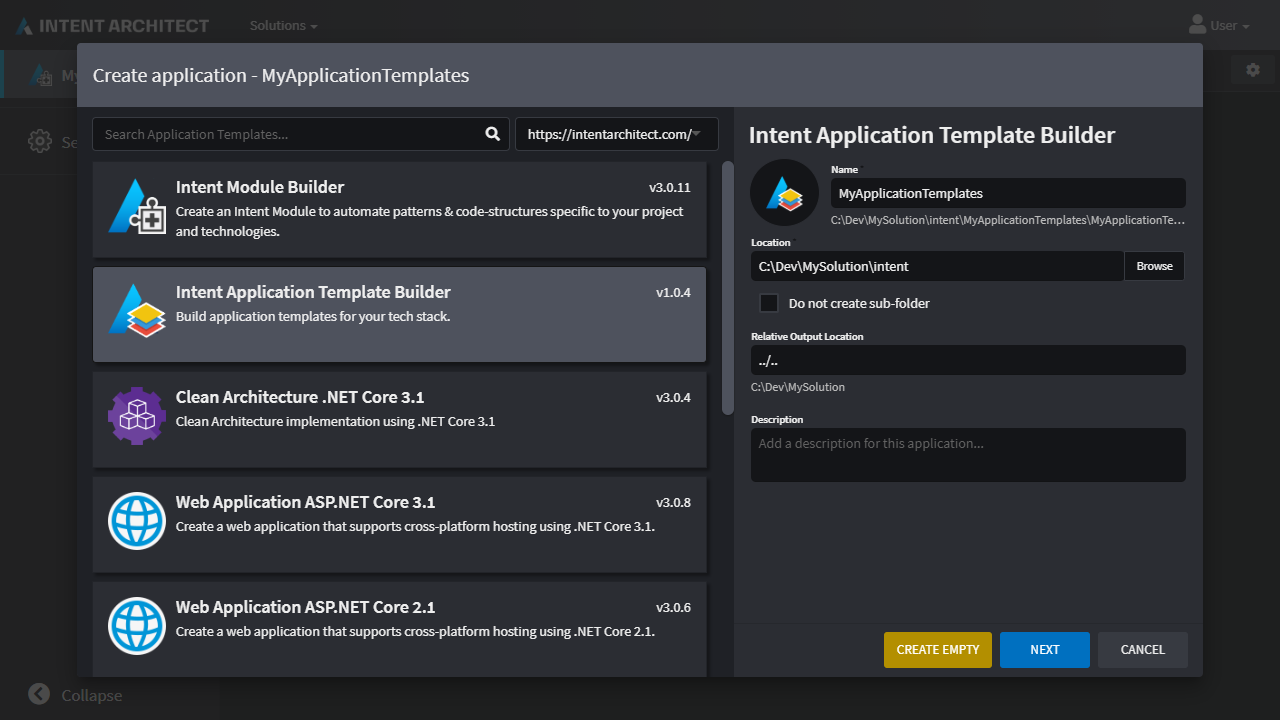 INTENT ARCHITECT
Solutions
User
My
Create application - MyApplicationTemplates
Search Application Templates...
https://intentarchitect.com/
Se
Intent Module Builder
v3.0.11
Create an Intent Module to automate patterns & code-structures specific to your project
and technologies.
Intent Application Template Builder
v1.0.4
Build application templates for your tech stack.
Clean Architecture .NET Core 3.1
v3.0.4
Clean Architecture implementation using .NET Core 3.1
Web Application ASP.NET Core 3.1
v3.0.8
Create a web application that supports cross-platform hosting using .NET Core 3.1.
Web Application ASP.NET Core 2.1
v3.0.6
Create a web application that supports cross-platform hosting using .NET Core 2.1.
Intent Application Template Builder
Name
MyApplicationTemplates
C:\Dev\MySolution\intent\MyApplicationTemplates\MyApplicationTe...
Location
C:\Dev\MySolution\intent
Browse
Do not create sub-folder
Relative Output Location
../..
C:\Dev\MySolution
Description
Add a description for this application...
CREATE EMPTY
NEXT
CANCEL
Collapse